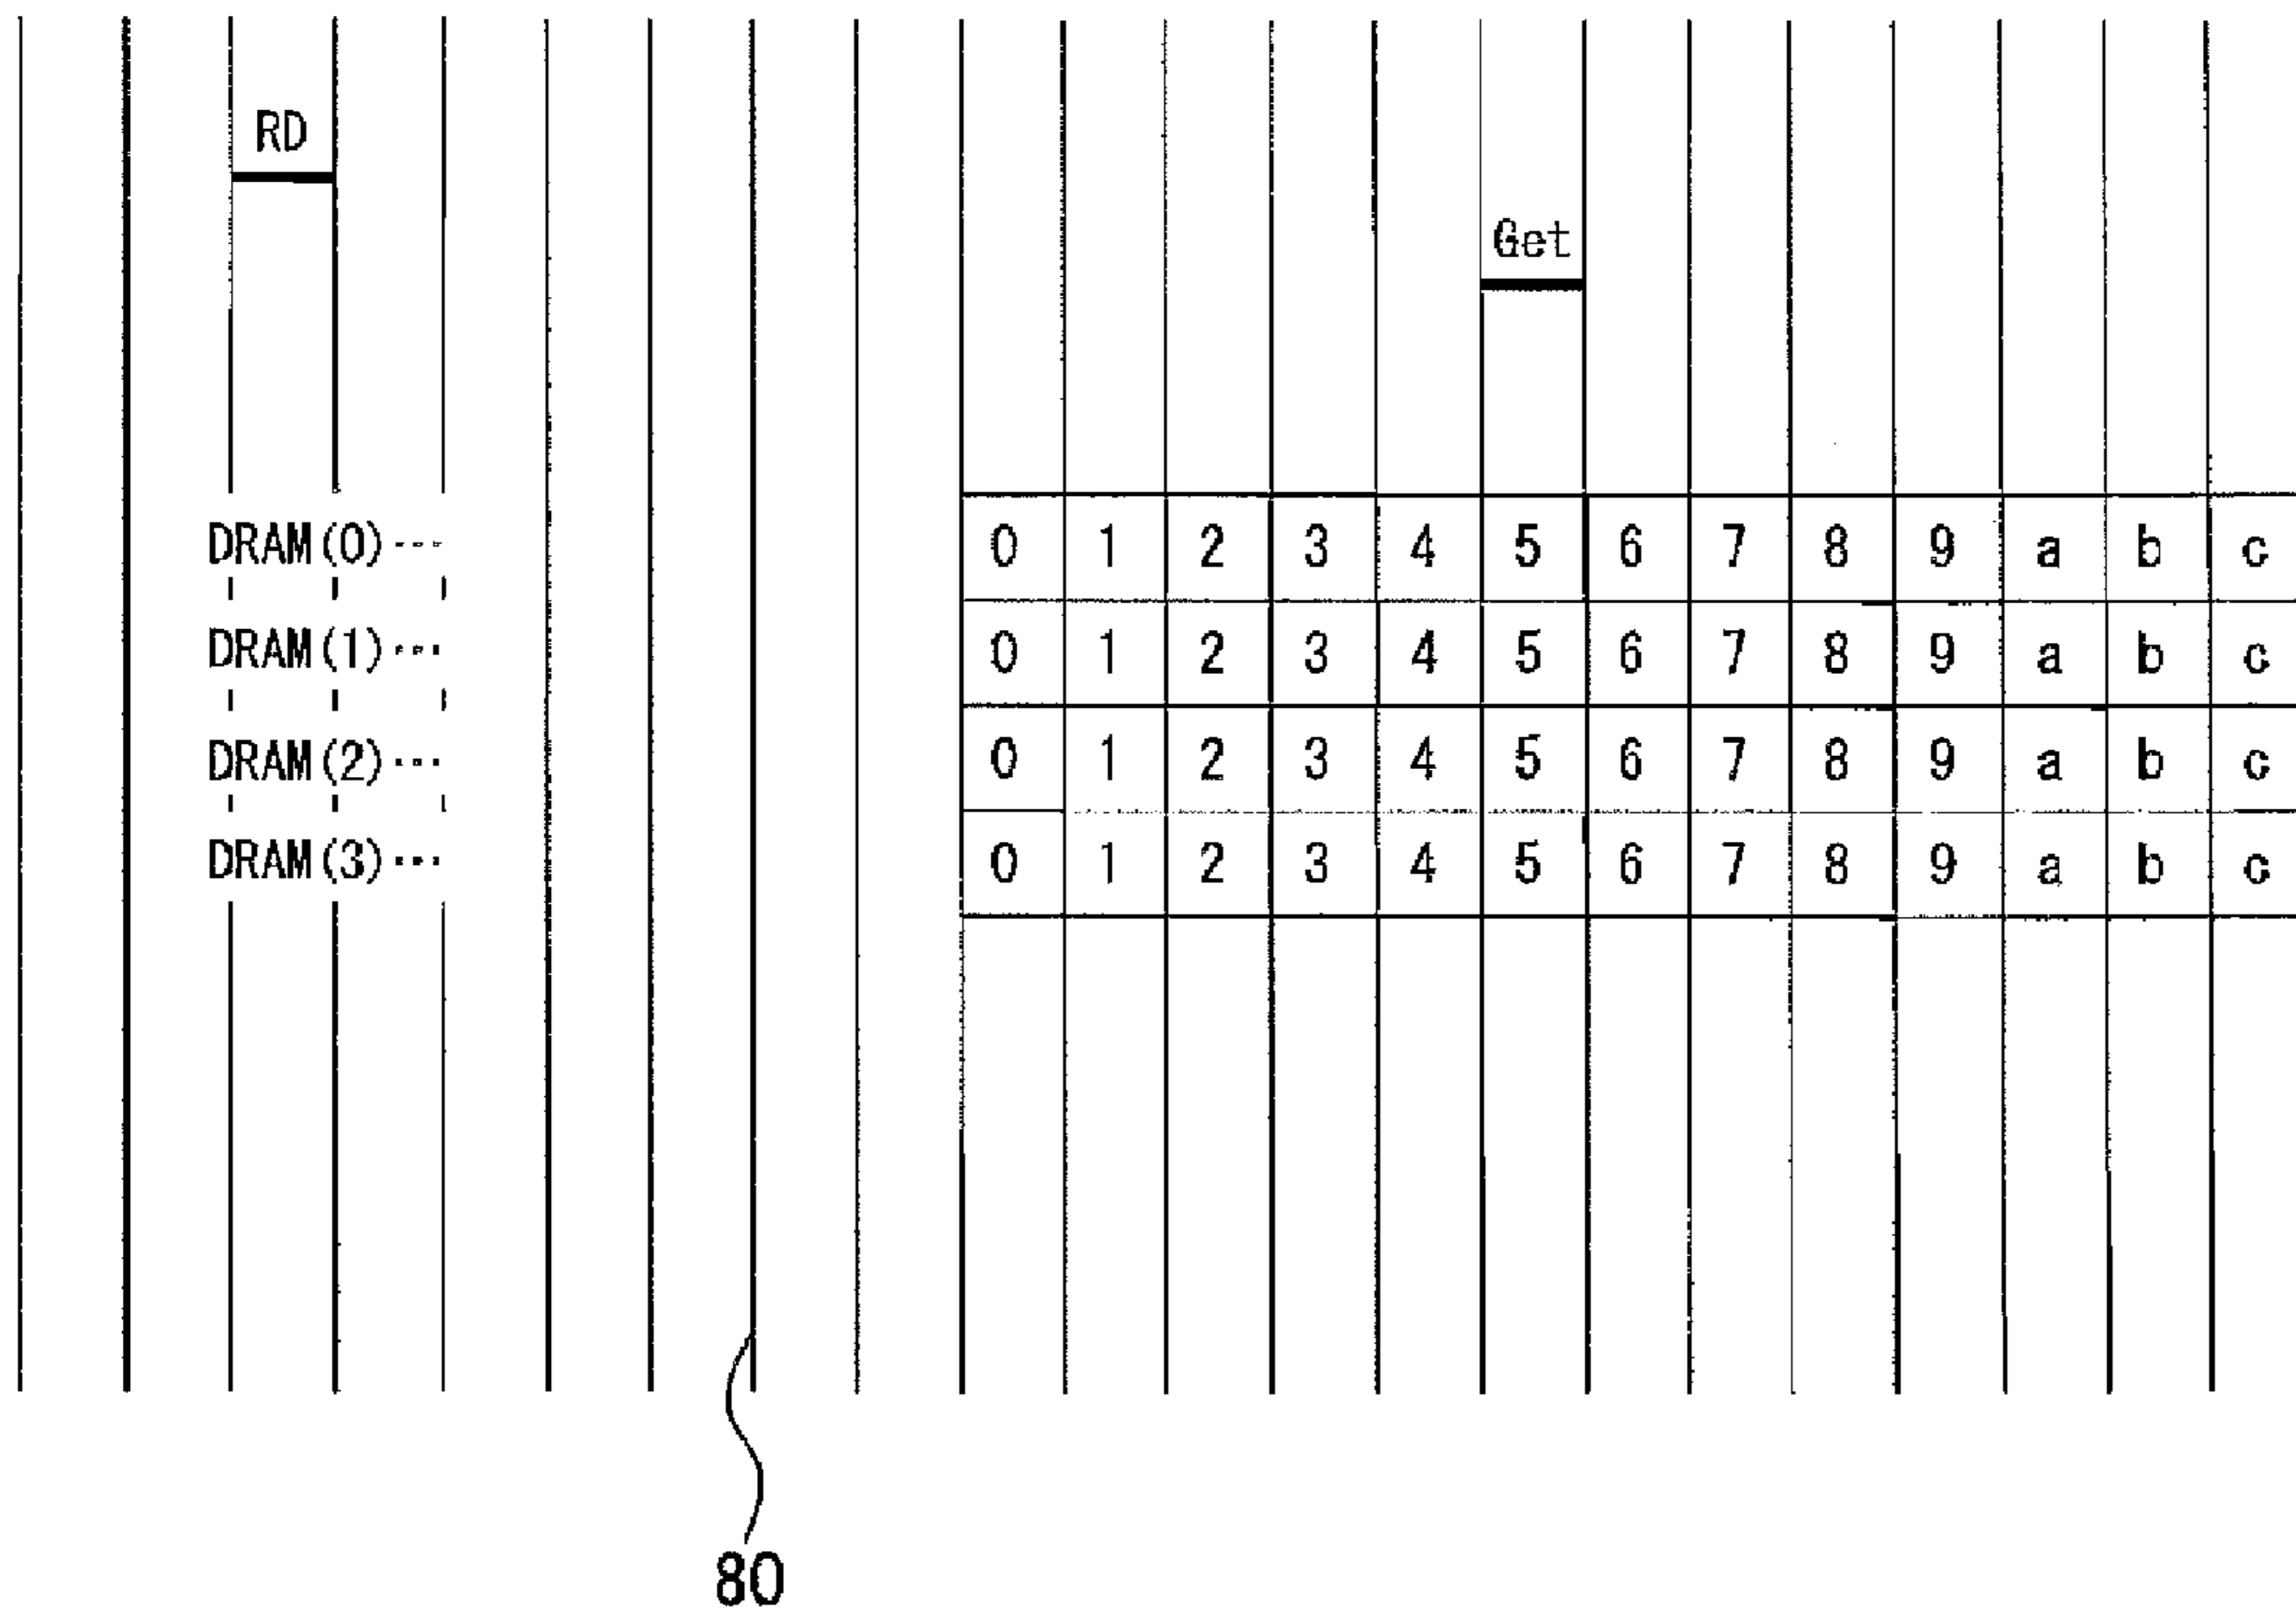 RD
Get
DRAM(0)··· 0 1 2 3 4 5 6 7 8 9 a b c
DRAM(1)··· 0 1 2 3 4 5 6 7 8 9 a b c
DRAM(2)··· 0 1 2 3 4 5 6 7 8 9 a b c
DRAM(3)··· 0 1 2 3 4 5 6 7 8 9 a b c
80